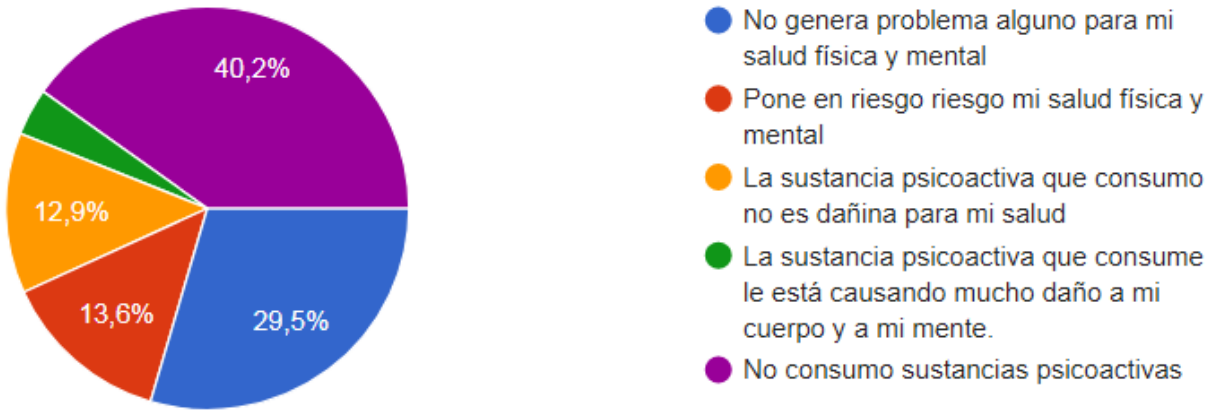 40,2%
12,9%
13,6%
29,5%
No genera problema alguno para mi
salud física y mental
Pone en riesgo riesgo mi salud física y
mental
La sustancia psicoactiva que consumo
no es dañina para mi salud
La sustancia psicoactiva que consume
le está causando mucho daño a mi
cuerpo y a mi mente.
No consumo sustancias psicoactivas